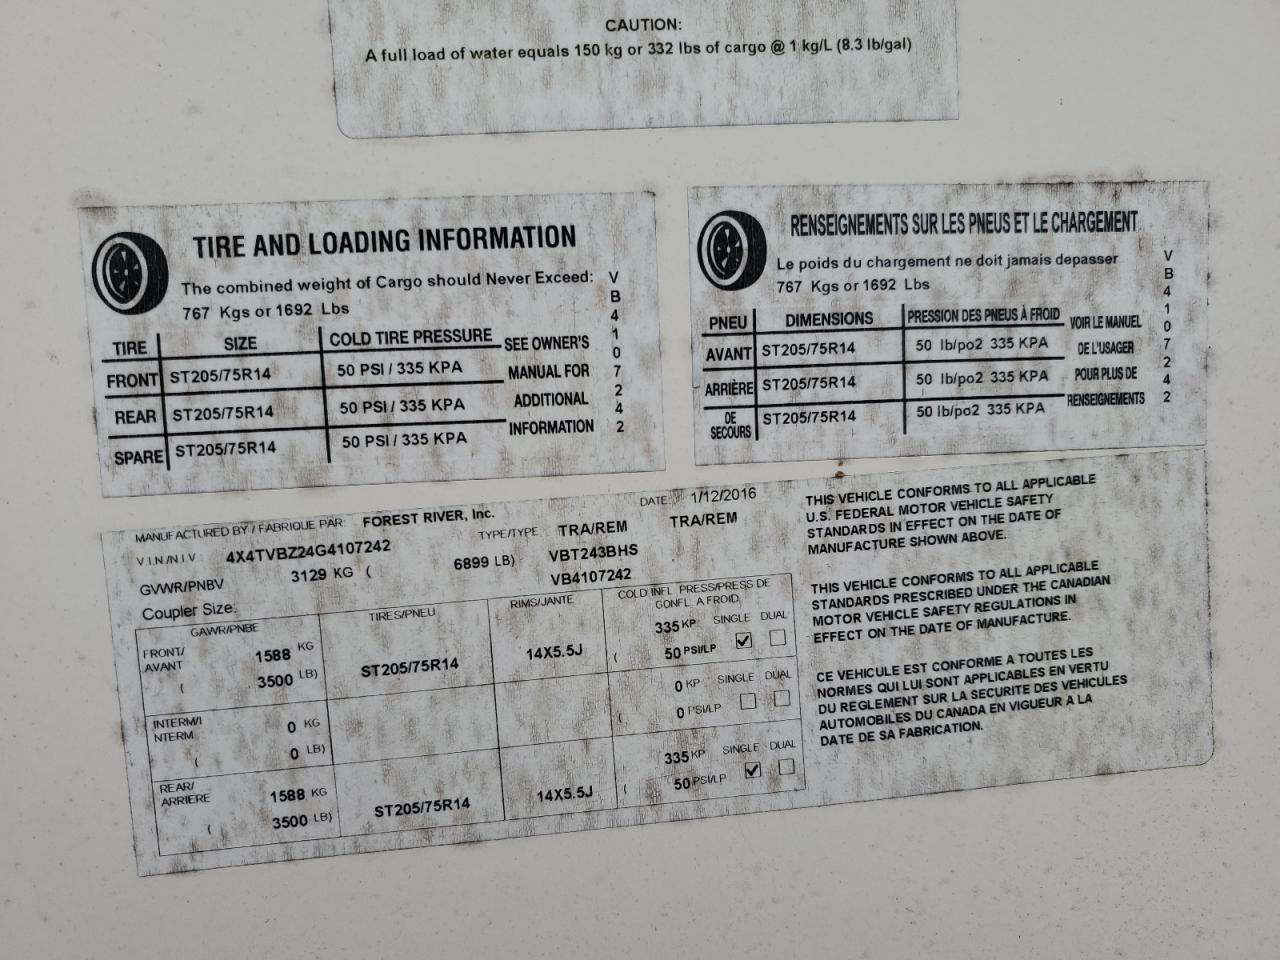 CAUTION:
A full load of water equals 150 kg or 332 lbs of cargo @ 1 kg/L (8.3 lb/gal)
TIRE AND LOADING INFORMATION
The combined weight of Cargo should Never Exceed:
767 Kgs or 1692 Lbs
TIRE SIZE COLD TIRE PRESSURE
FRONT ST205/75R14 50 PSI / 335 KPA
REAR ST205/75R14 50 PSI / 335 KPA
SPARE ST205/75R14 50 PSI / 335 KPA
SEE OWNER'S
MANUAL FOR
ADDITIONAL
INFORMATION
VB4107242
RENSEIGNEMENTS SUR LES PNEUS ET LE CHARGEMENT
Le poids du chargement ne doit jamais depasser
767 Kgs or 1692 Lbs
PNEU DIMENSIONS PRESSION DES PNEUS À FROID
AVANT ST205/75R14 50 lb/po2 335 KPA
ARRIÈRE ST205/75R14 50 lb/po2 335 KPA
DE SECOURS ST205/75R14 50 lb/po2 335 KPA
VOIR LE MANUEL
DE L'USAGER
POUR PLUS DE
RENSEIGNEMENTS
VB4107242
MANUFACTURED BY / FABRIQUE PAR: FOREST RIVER, Inc. DATE: 1/12/2016
V.I.N./N.I.V.: 4X4TVBZ24G4107242 TYPE/TYPE: TRA/REM TRA/REM
GVWR/PNBV 3129 KG ( 6899 LB) VBT243BHS
Coupler Size: VB4107242
GAWR/PNBE TIRES/PNEU RIMS/JANTE COLD INFL. PRESS/PRESS DE
GONFL. A FROID
FRONT/ 1588 KG 335 KP SINGLE DUAL
AVANT ( 3500 LB) ST205/75R14 14X5.5J ( 50 PSI/LP
INTERM/I 0 KG 0 KP SINGLE DUAL
NTERM ( 0 LB) ( 0 PSI/LP
REAR/ 1588 KG 335 KP SINGLE DUAL
ARRIERE ( 3500 LB) ST205/75R14 14X5.5J ( 50 PSI/LP
THIS VEHICLE CONFORMS TO ALL APPLICABLE
U.S. FEDERAL MOTOR VEHICLE SAFETY
STANDARDS IN EFFECT ON THE DATE OF
MANUFACTURE SHOWN ABOVE.
THIS VEHICLE CONFORMS TO ALL APPLICABLE
STANDARDS PRESCRIBED UNDER THE CANADIAN
MOTOR VEHICLE SAFETY REGULATIONS IN
EFFECT ON THE DATE OF MANUFACTURE.
CE VEHICULE EST CONFORME A TOUTES LES
NORMES QUI LUI SONT APPLICABLES EN VERTU
DU REGLEMENT SUR LA SECURITE DES VEHICULES
AUTOMOBILES DU CANADA EN VIGUEUR A LA
DATE DE SA FABRICATION.